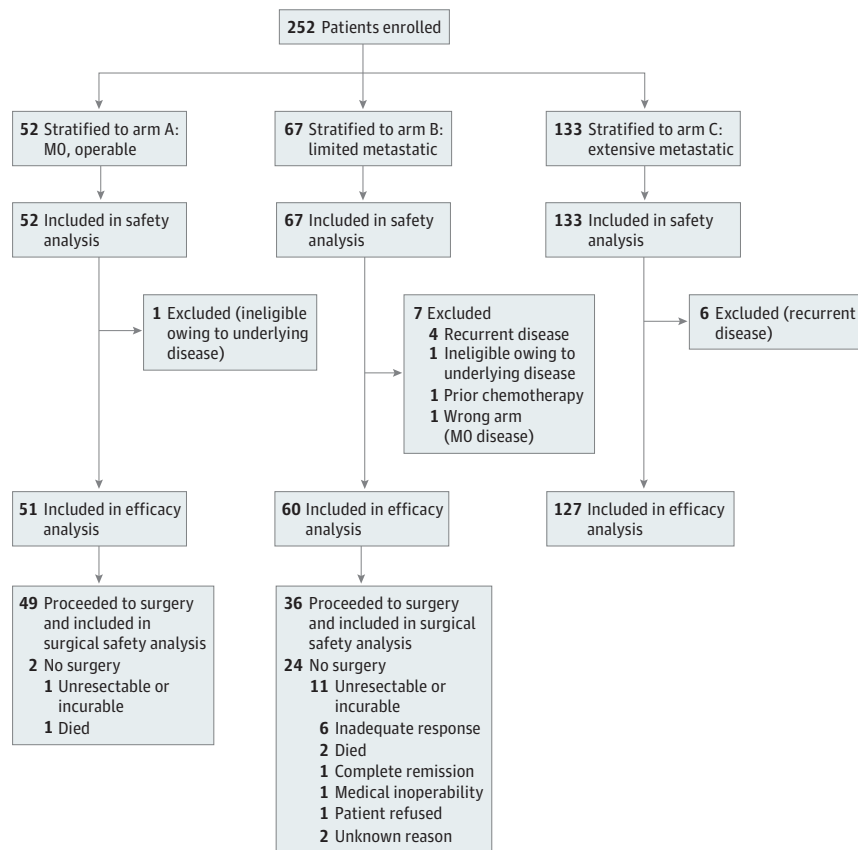 252 Patients enrolled
52 Stratified to arm A:
M0, operable
67 Stratified to arm B:
limited metastatic
133 Stratified to arm C:
extensive metastatic
52 Included in safety
analysis
67 Included in safety
analysis
133 Included in safety
analysis
1 Excluded (ineligible
owing to underlying
disease)
7 Excluded
4 Recurrent disease
1 Ineligible owing to
underlying disease
1 Prior chemotherapy
1 Wrong arm
(M0 disease)
6 Excluded (recurrent
disease)
51 Included in efficacy
analysis
60 Included in efficacy
analysis
127 Included in efficacy
analysis
49 Proceeded to surgery
and included in
surgical safety analysis
2 No surgery
1 Unresectable or
incurable
1 Died
36 Proceeded to surgery
and included in surgical
safety analysis
24 No surgery
11 Unresectable or
incurable
6 Inadequate response
2 Died
1 Complete remission
1 Medical inoperability
1 Patient refused
2 Unknown reason